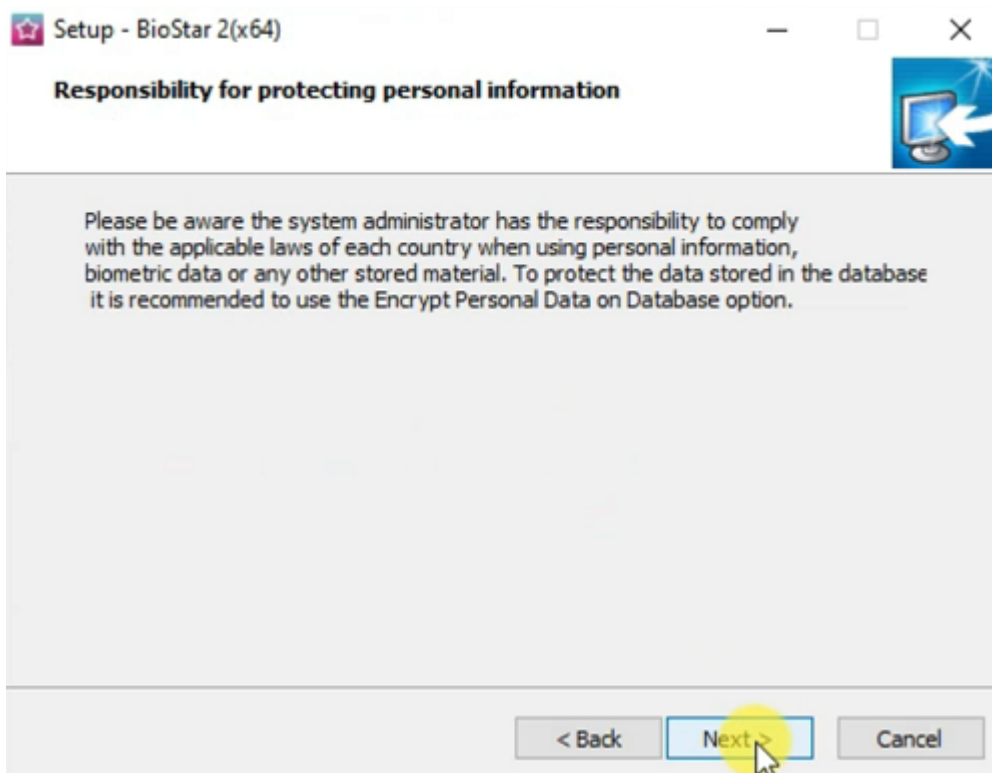 Setup - BioStar 2(x64)
Responsibility for protecting personal information
Please be aware the system administrator has the responsibility to comply
with the applicable laws of each country when using personal information,
biometric data or any other stored material. To protect the data stored in the database
it is recommended to use the Encrypt Personal Data on Database option.
< Back Next > Cancel